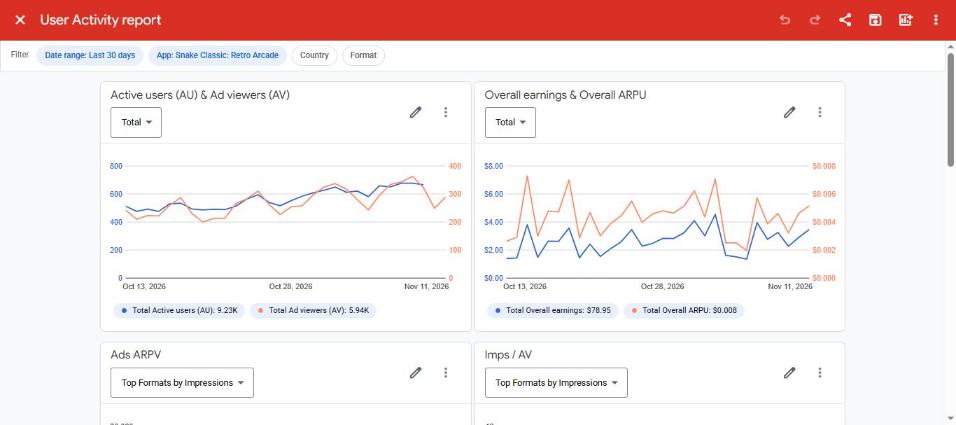 User Activity report
Filter
Date range: Last 30 days
App: Snake Classic: Retro Arcade
Country
Format
Active users (AU) & Ad viewers (AV)
Total
800 400
600 300
400 200
200 100
0 0
Oct 13, 2026 Oct 28, 2026 Nov 11, 2026
Total Active users (AU): 9.23K
Total Ad viewers (AV): 5.94K
Overall earnings & Overall ARPU
Total
$8.00 $0.008
$6.00 $0.006
$4.00 $0.004
$2.00 $0.002
$0.00 $0.000
Oct 13, 2026 Oct 28, 2026 Nov 11, 2026
Total Overall earnings: $78.95
Total Overall ARPU: $0.008
Ads ARPV
Top Formats by Impressions
Imps / AV
Top Formats by Impressions